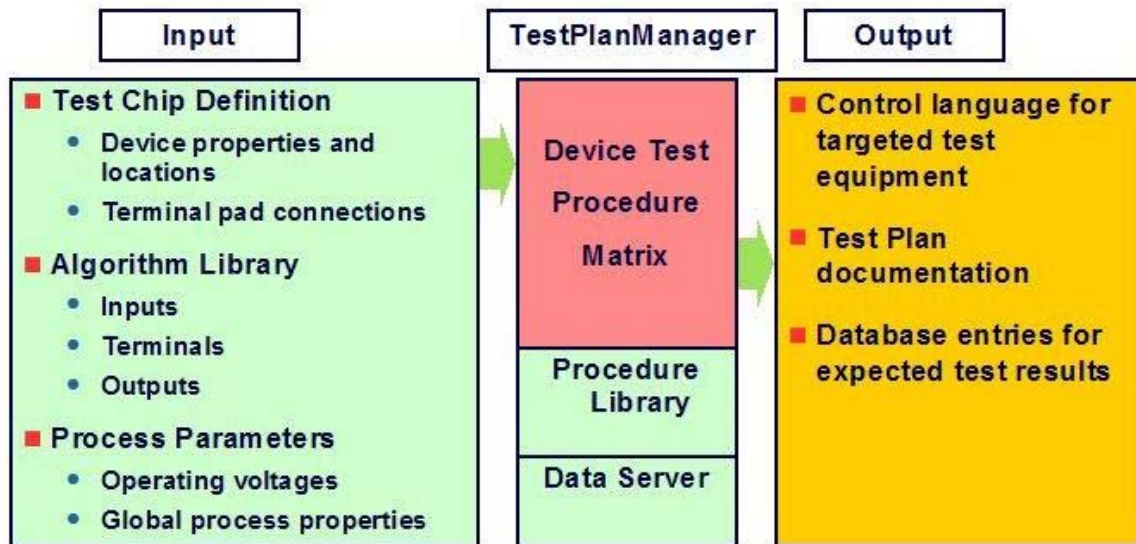 Input
Test Chip Definition
Device properties and
locations
Terminal pad connections
Algorithm Library
Inputs
Terminals
Outputs
Process Parameters
Operating voltages
Global process properties
TestPlanManager
Device Test
Procedure
Matrix
Procedure
Library
Data Server
Output
Control language for
targeted test
equipment
Test Plan
documentation
Database entries for
expected test results